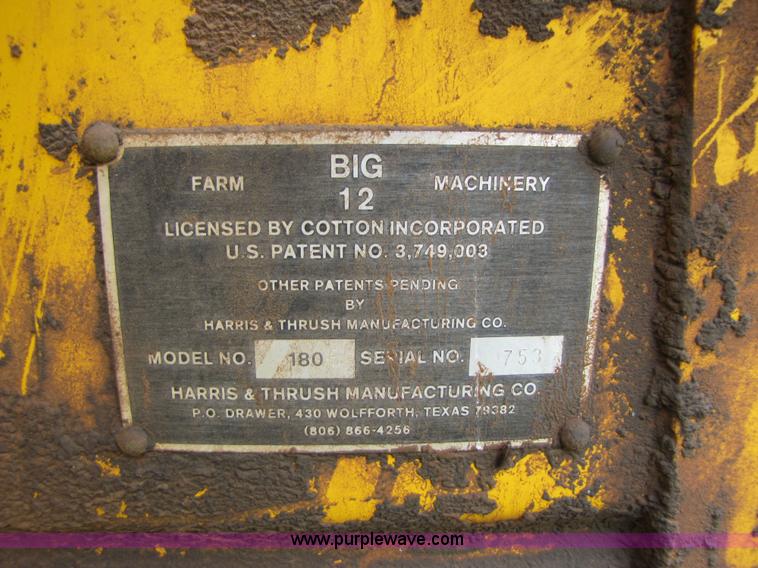 BIG
FARM MACHINERY
12
LICENSED BY COTTON INCORPORATED
U.S. PATENT NO. 3,749,003
OTHER PATENTS PENDING
BY
HARRIS & THRUSH MANUFACTURING CO.
MODEL NO. 180 SERIAL NO. 753
HARRIS & THRUSH MANUFACTURING CO.
P.O. DRAWER, 430 WOLFFORTH, TEXAS 79382
(806) 866-4256
www.purplewave.com